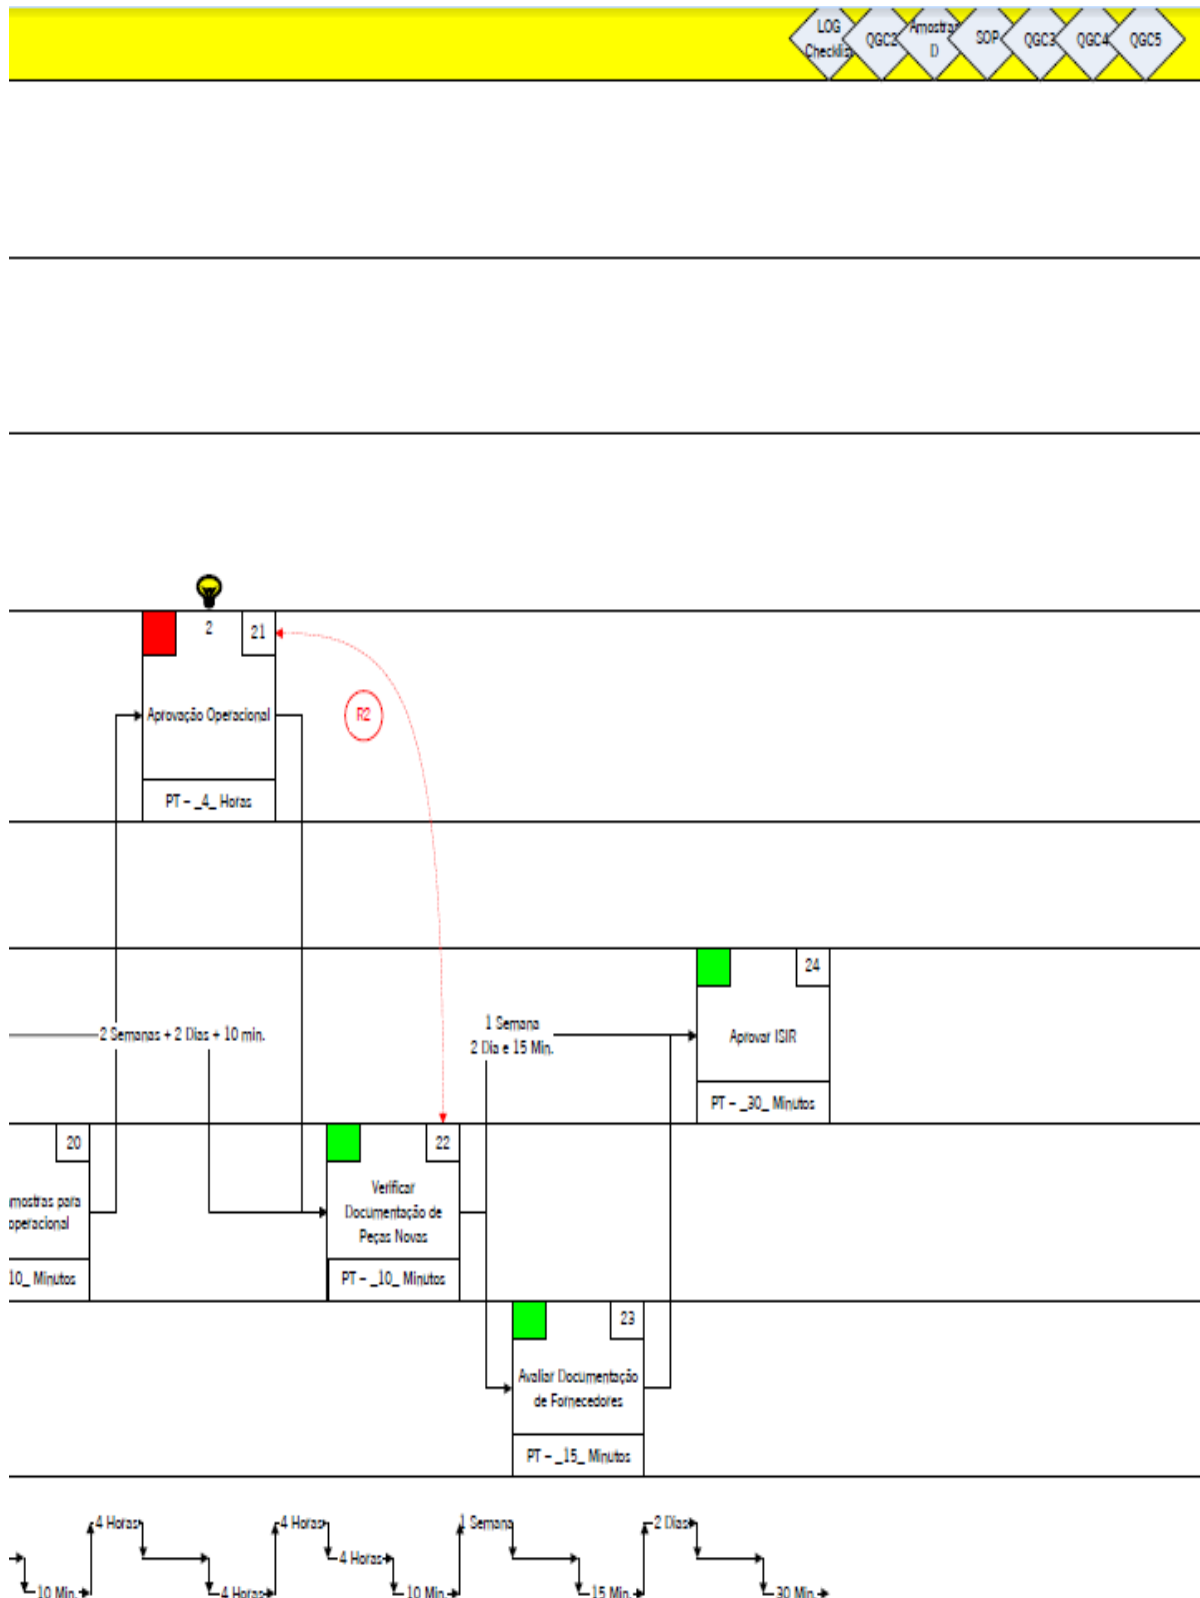 LOG
Checklist
QGC2
Amostras
D
SOP
QGC3
QGC4
QGC5
2
21
Aprovação Operacional
R2
PT – _4_ Horas
24
2 Semanas + 2 Dias + 10 min.
1 Semana
2 Dia e 15 Min.
Aprovar ISIR
PT – _30_ Minutos
20
22
mostras para
operacional
Verificar
Documentação de
Peças Novas
10_ Minutos
PT – _10_ Minutos
23
Avaliar Documentação
de Fornecedores
PT – _15_ Minutos
4 Horas
4 Horas
1 Semana
2 Dias
4 Horas
10 Min.
4 Horas
10 Min.
15 Min.
30 Min.